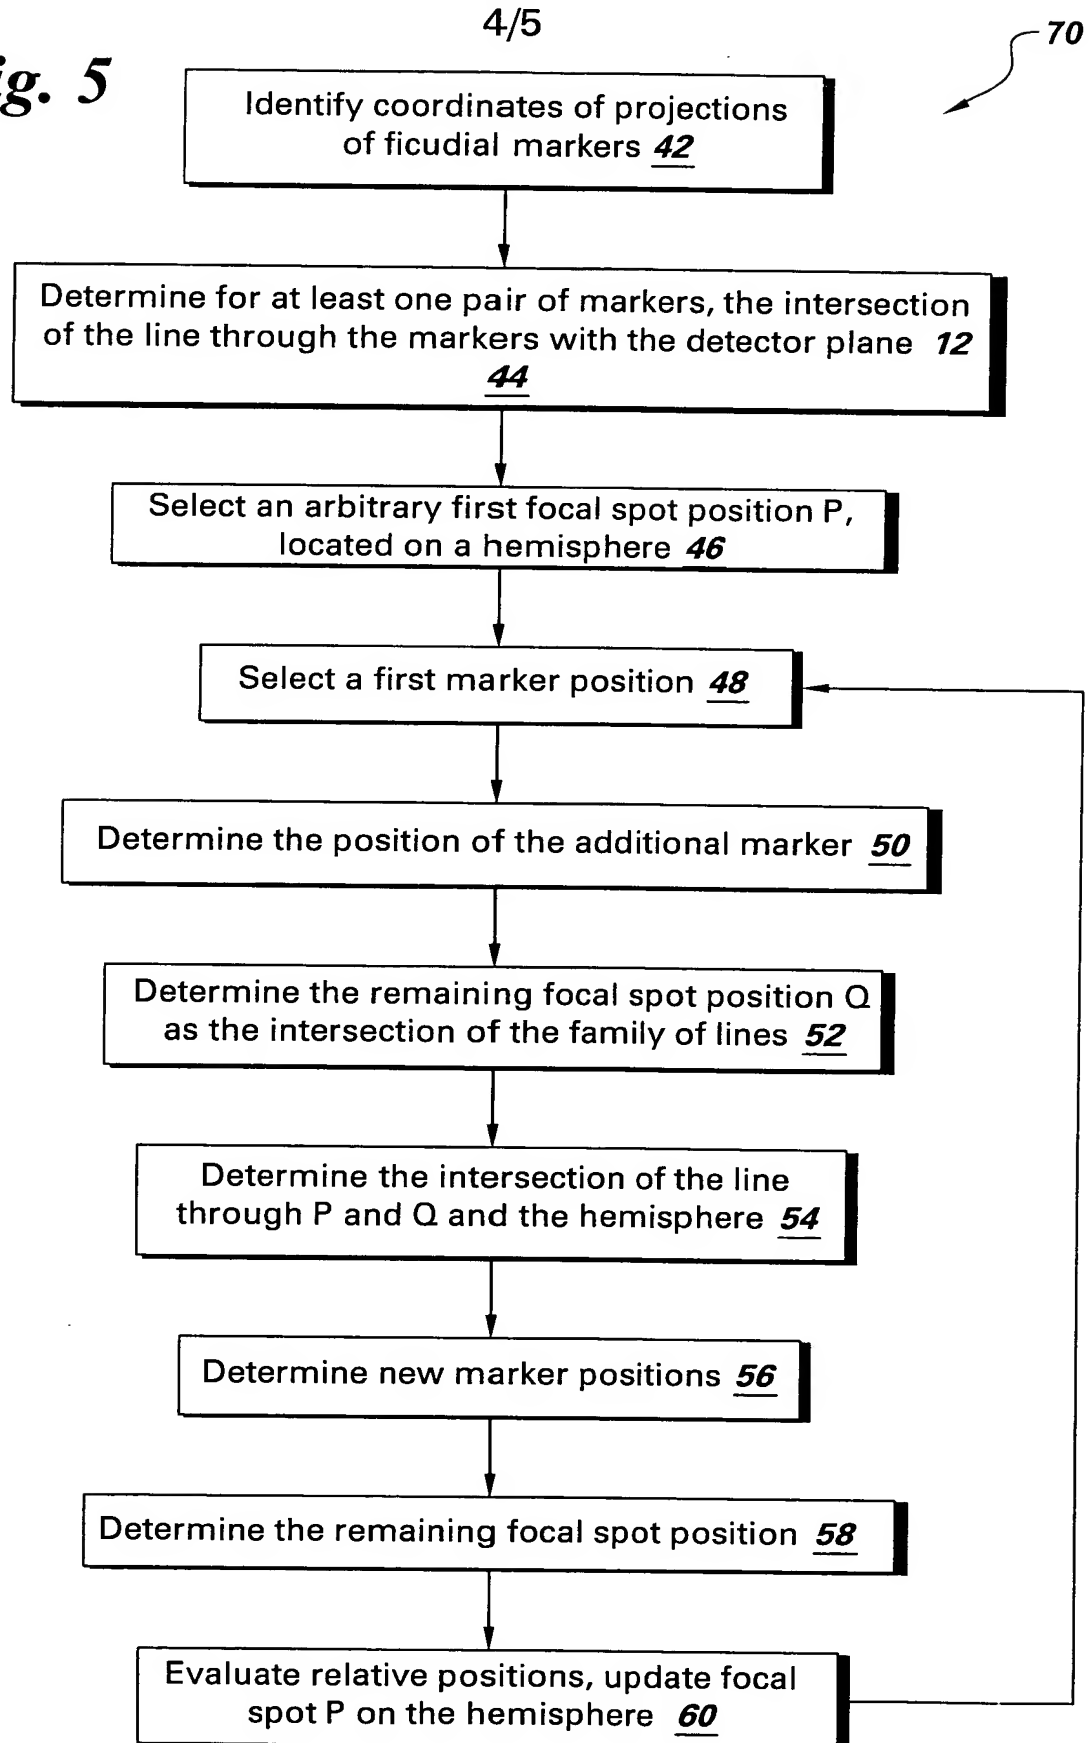 4/5
70
ig. 5
Identify coordinates of projections
of ficudial markers 42
Determine for at least one pair of markers, the intersection
of the line through the markers with the detector plane 12
44
Select an arbitrary first focal spot position P,
located on a hemisphere 46
Select a first marker position 48
Determine the position of the additional marker 50
Determine the remaining focal spot position Q
as the intersection of the family of lines 52
Determine the intersection of the line
through P and Q and the hemisphere 54
Determine new marker positions 56
Determine the remaining focal spot position 58
Evaluate relative positions, update focal
spot P on the hemisphere 60